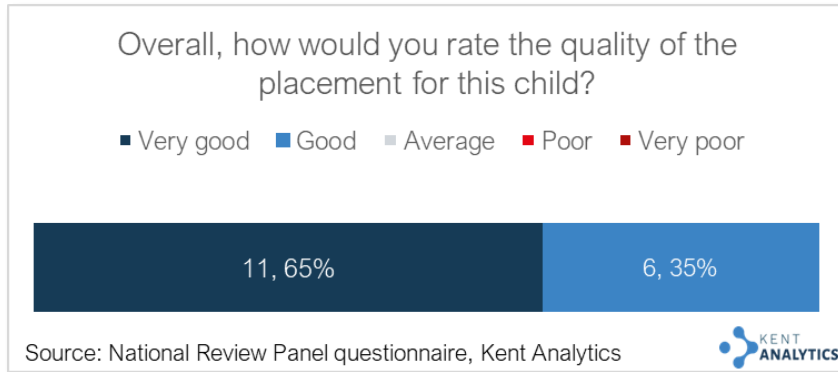 Overall, how would you rate the quality of the
placement for this child?
Very good Good Average Poor Very poor
11, 65% 6, 35%
Source: National Review Panel questionnaire, Kent Analytics
KENT
ANALYTICS